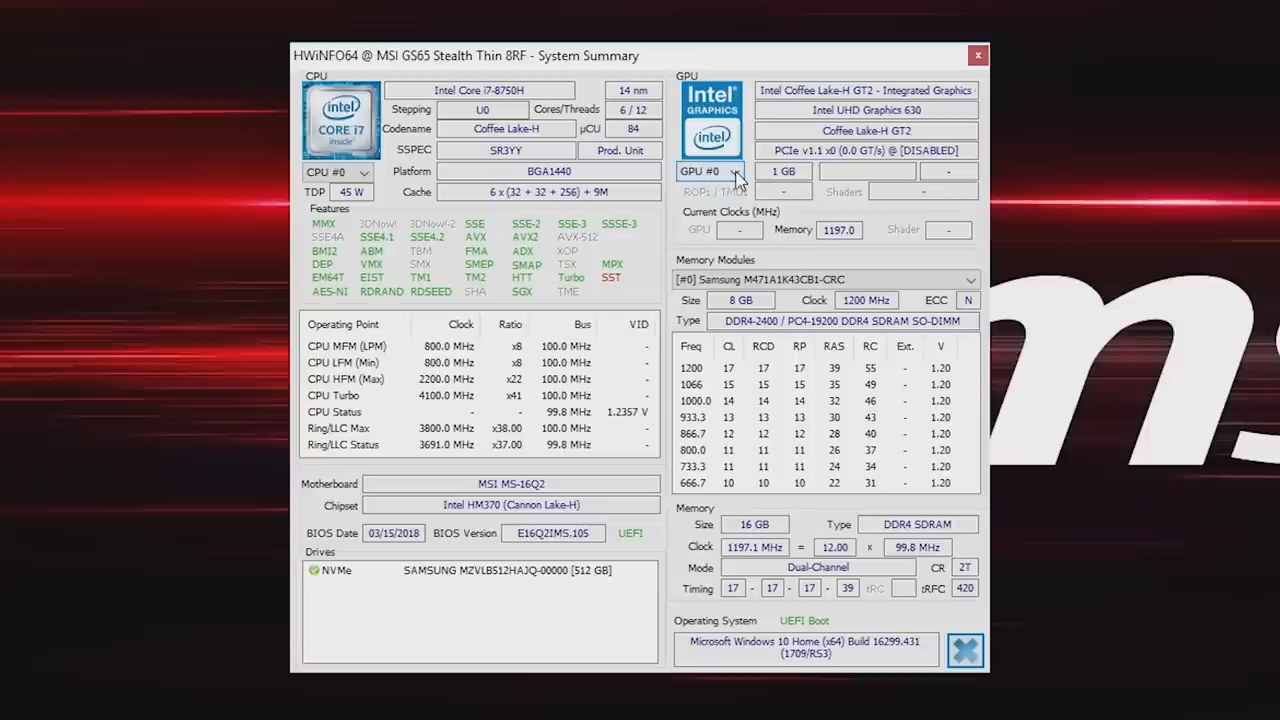 HWiNFO64 @ MSI GS65 Stealth Thin 8RF - System Summary
x
CPU
intel
CORE i7
inside
Intel Core i7-8750H
14 nm
Stepping U0 Cores/Threads 6 / 12
Codename Coffee Lake-H µCU 84
SSPEC SR3YY Prod. Unit
CPU #0 Platform BGA1440
TDP 45 W Cache 6 x (32 + 32 + 256) + 9M
Features
MMX 3DNow! 3DNow!-2 SSE SSE-2 SSE-3 SSSE-3
SSE4A SSE4.1 SSE4.2 AVX AVX2 AVX-512
BMI2 ABM TBM FMA ADX XOP
DEP VMX SMX SMEP SMAP TSX MPX
EM64T EIST TM1 TM2 HTT Turbo SST
AES-NI RDRAND RDSEED SHA SGX TME
Operating Point Clock Ratio Bus VID
CPU MFM (LPM) 800.0 MHz x8 100.0 MHz -
CPU LFM (Min) 800.0 MHz x8 100.0 MHz -
CPU HFM (Max) 2200.0 MHz x22 100.0 MHz -
CPU Turbo 4100.0 MHz x41 100.0 MHz -
CPU Status - - 99.8 MHz 1.2357 V
Ring/LLC Max 3800.0 MHz x38.00 100.0 MHz -
Ring/LLC Status 3691.0 MHz x37.00 99.8 MHz -
Motherboard MSI MS-16Q2
Chipset Intel HM370 (Cannon Lake-H)
BIOS Date 03/15/2018 BIOS Version E16Q2IMS.105 UEFI
Drives
NVMe SAMSUNG MZVLB512HAJQ-00000 [512 GB]
GPU
Intel
GRAPHICS
intel
Intel Coffee Lake-H GT2 - Integrated Graphics
Intel UHD Graphics 630
Coffee Lake-H GT2
PCIe v1.1 x0 (0.0 GT/s) @ [DISABLED]
GPU #0 1 GB -
ROPs / TMUs - Shaders -
Current Clocks (MHz)
GPU - Memory 1197.0 Shader -
Memory Modules
[#0] Samsung M471A1K43CB1-CRC
Size 8 GB Clock 1200 MHz ECC N
Type DDR4-2400 / PC4-19200 DDR4 SDRAM SO-DIMM
Freq CL RCD RP RAS RC Ext. V
1200 17 17 17 39 55 - 1.20
1066 15 15 15 35 49 - 1.20
1000.0 14 14 14 32 46 - 1.20
933.3 13 13 13 30 43 - 1.20
866.7 12 12 12 28 40 - 1.20
800.0 11 11 11 26 37 - 1.20
733.3 11 11 11 24 34 - 1.20
666.7 10 10 10 22 31 - 1.20
Memory
Size 16 GB Type DDR4 SDRAM
Clock 1197.1 MHz = 12.00 x 99.8 MHz
Mode Dual-Channel CR 2T
Timing 17 - 17 - 17 - 39 tRC tRFC 420
Operating System UEFI Boot
Microsoft Windows 10 Home (x64) Build 16299.431
(1709/RS3)
ms